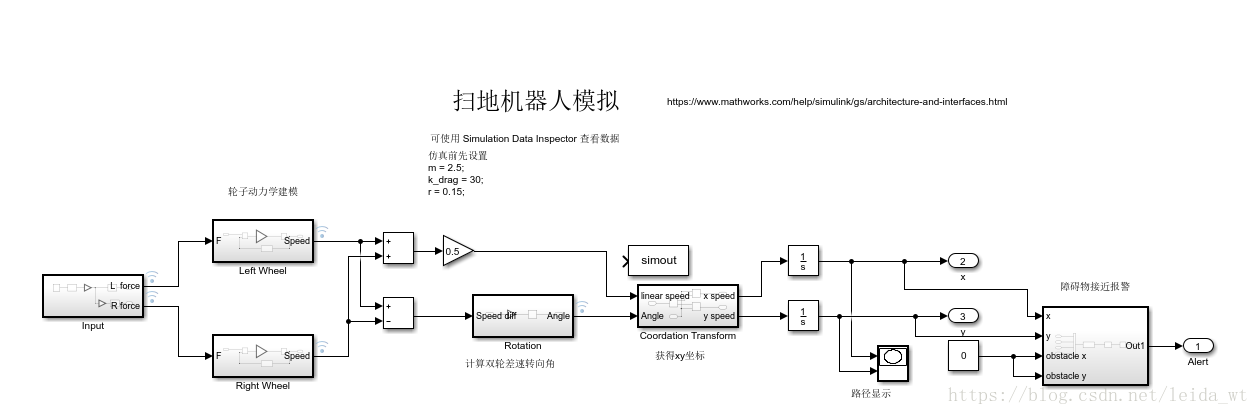 扫地机器人模拟
https://www.mathworks.com/help/simulink/gs/architecture-and-interfaces.html
可使用 Simulation Data Inspector 查看数据
仿真前先设置
m = 2.5;
k_drag = 30;
r = 0.15;
轮子动力学建模
F
Speed
Left Wheel
+
+
0.5
simout
1
s
2
x
障碍物接近报警
L force
R force
Input
+
−
Speed diff
Angle
Rotation
计算双轮差速转向角
linear speed
x speed
Angle
y speed
Coordation Transform
获得xy坐标
1
s
3
y
0
x
y
obstacle x
obstacle y
Out1
1
Alert
F
Speed
Right Wheel
路径显示
https://blog.csdn.net/leida_wt